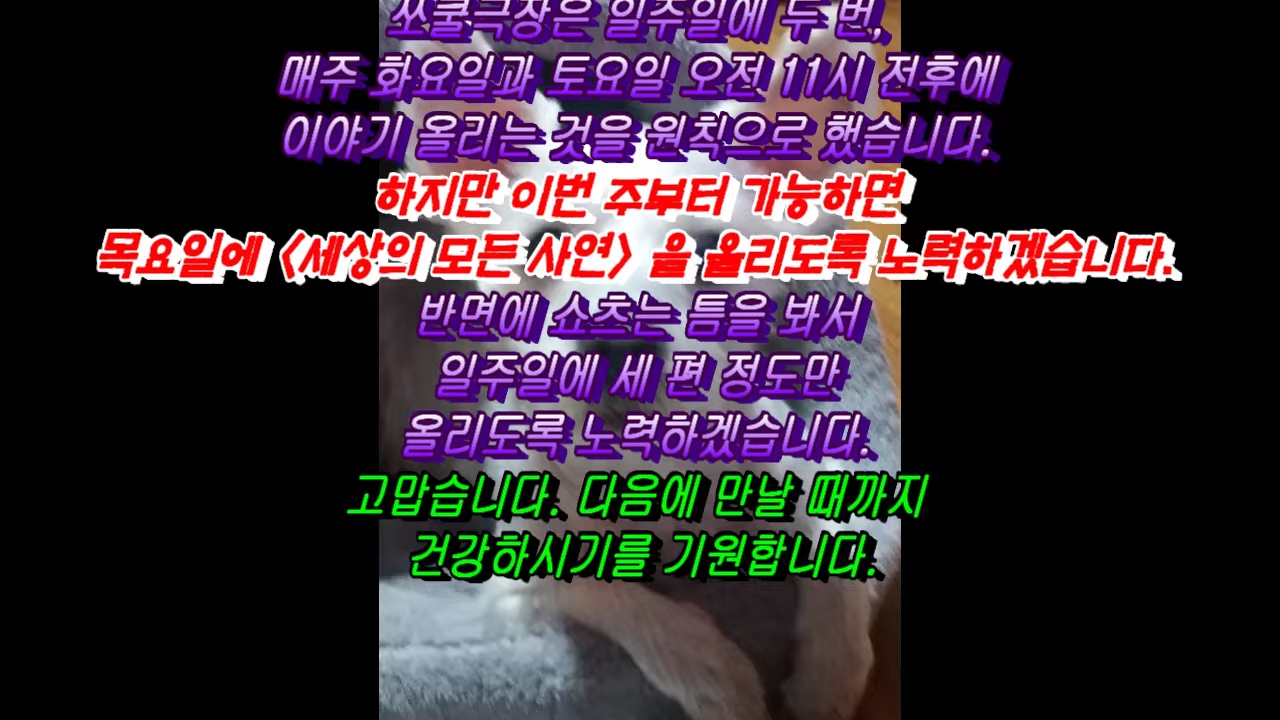 쏘쿨극장은 일주일에 두 번,
매주 화요일과 토요일 오전 11시 전후에
이야기 올리는 것을 원칙으로 했습니다.
하지만 이번 주부터 가능하면
목요일에 <세상의 모든 사연> 을 올리도록 노력하겠습니다.
반면에 쇼츠는 틈을 봐서
일주일에 세 편 정도만
올리도록 노력하겠습니다.
고맙습니다. 다음에 만날 때까지
건강하시기를 기원합니다.